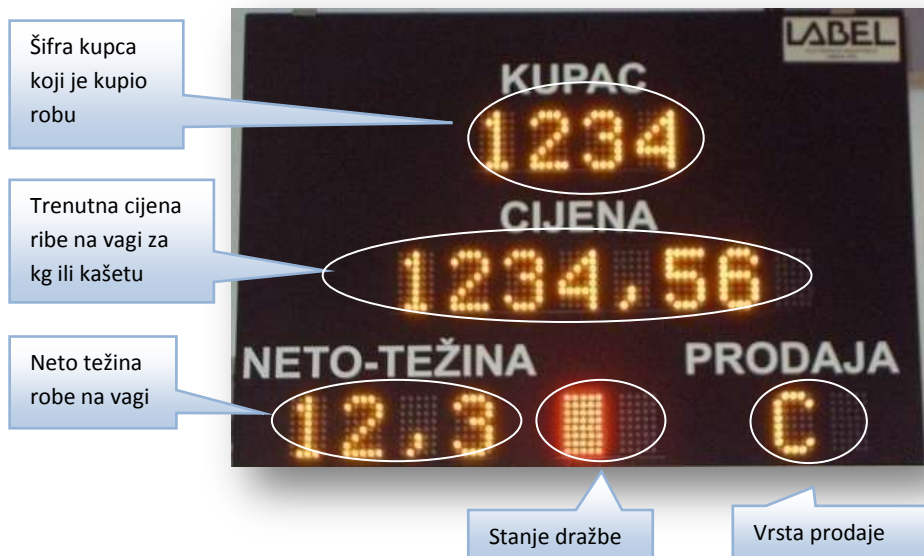 Šifra kupca
koji je kupio
robu
LABEL
KUPAC
1234
Trenutna cijena
ribe na vagi za
kg ili kašetu
CIJENA
1234,56
Neto težina
robe na vagi
NETO-TEŽINA
PRODAJA
12,3
C
Stanje dražbe
Vrsta prodaje